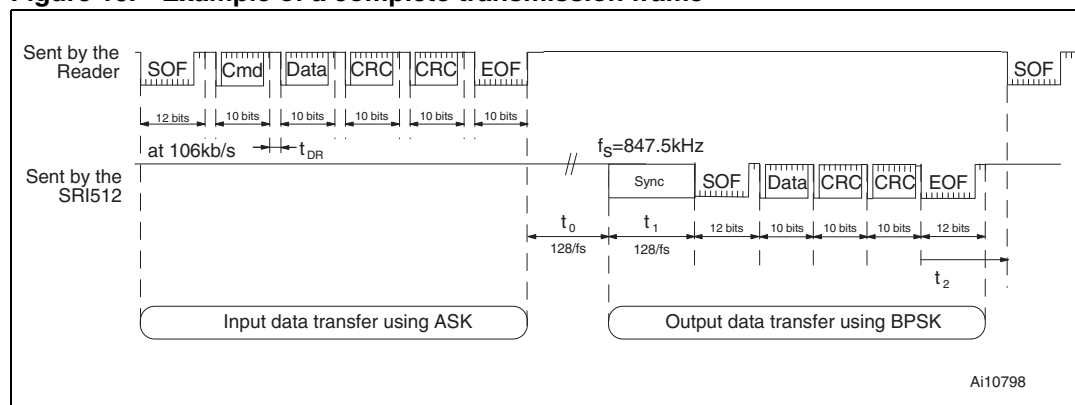 Figure 10. Example of a complete transmission frame
Sent by the
Reader
SOF Cmd Data CRC CRC EOF SOF
12 bits 10 bits 10 bits 10 bits 10 bits 10 bits
at 106kb/s tDR
fS=847.5kHz
Sent by the
SRI512
Sync SOF Data CRC CRC EOF
t0 t1 12 bits 10 bits 10 bits 10 bits 12 bits
128/fs 128/fs
t2
Input data transfer using ASK Output data transfer using BPSK
Ai10798